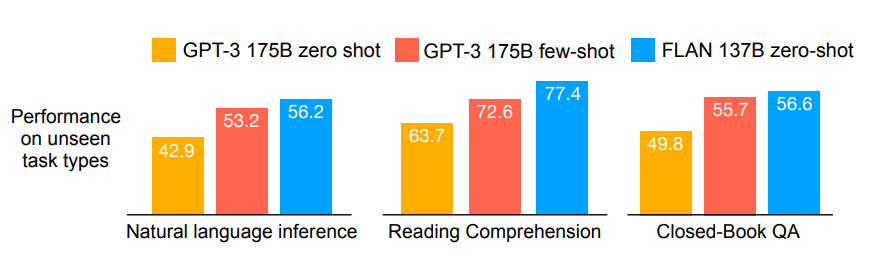 GPT-3 175B zero shot GPT-3 175B few-shot FLAN 137B zero-shot
Performance
on unseen
task types
42.9 53.2 56.2
63.7 72.6 77.4
49.8 55.7 56.6
Natural language inference Reading Comprehension Closed-Book QA